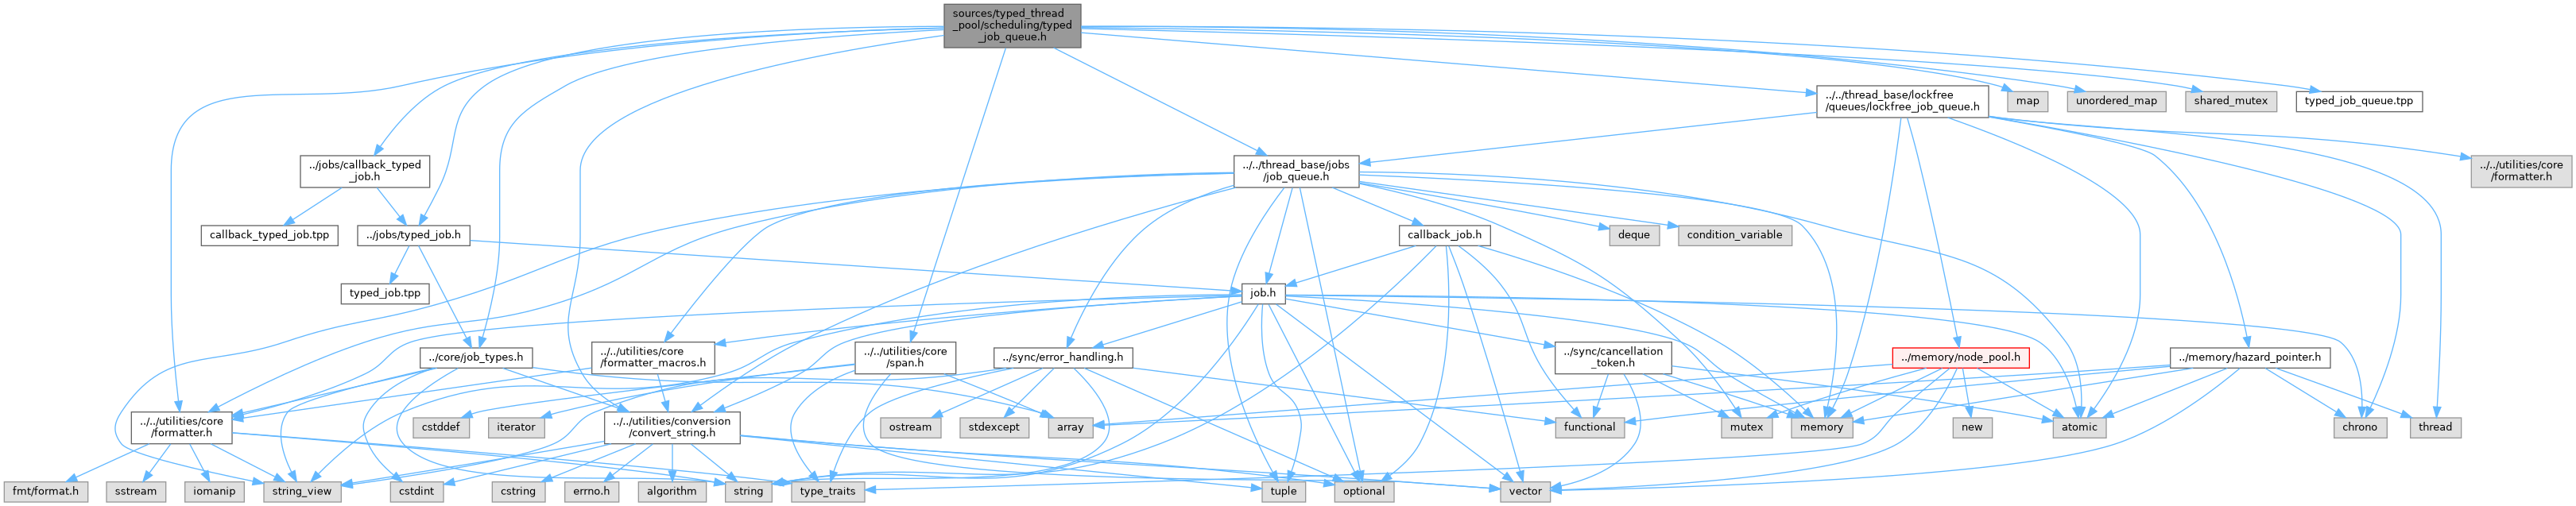 sources/typed_thread
_pool/scheduling/typed
_job_queue.h
../../thread_base/lockfree
/queues/lockfree_job_queue.h
map
unordered_map
shared_mutex
typed_job_queue.tpp
../jobs/callback_typed
_job.h
../../thread_base/jobs
/job_queue.h
../../utilities/core
/formatter.h
callback_typed_job.tpp
../jobs/typed_job.h
callback_job.h
deque
condition_variable
typed_job.tpp
job.h
../core/job_types.h
../../utilities/core
/formatter_macros.h
../../utilities/core
/span.h
../sync/error_handling.h
../sync/cancellation
_token.h
../memory/node_pool.h
../memory/hazard_pointer.h
../../utilities/core
/formatter.h
cstddef
iterator
../../utilities/conversion
/convert_string.h
ostream
stdexcept
array
functional
mutex
memory
new
atomic
chrono
thread
fmt/format.h
sstream
iomanip
string_view
cstdint
cstring
errno.h
algorithm
string
type_traits
tuple
optional
vector